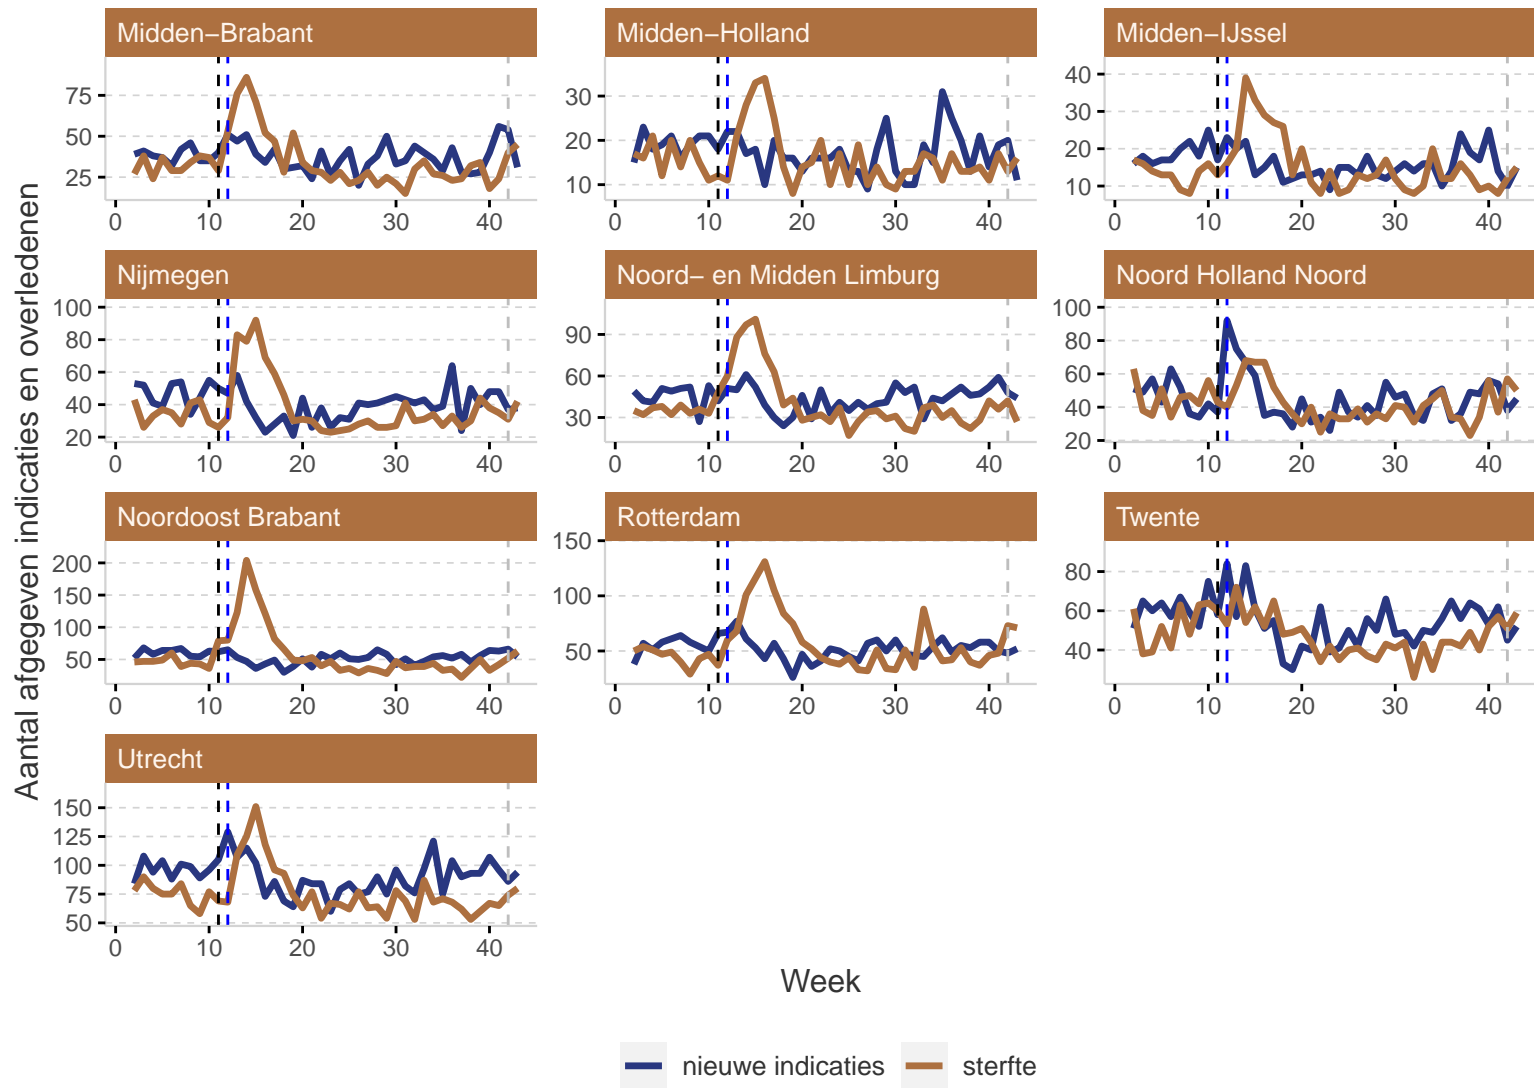 Aantal afgegeven indicaties en overledenen
Midden−Brabant
75
50
25
0 10 20 30 40
Midden−Holland
30
20
10
0 10 20 30 40
Midden−IJssel
40
30
20
10
0 10 20 30 40
Nijmegen
100
80
60
40
20
0 10 20 30 40
Noord− en Midden Limburg
90
60
30
0 10 20 30 40
Noord Holland Noord
100
80
60
40
20
0 10 20 30 40
Noordoost Brabant
200
150
100
50
0 10 20 30 40
Rotterdam
150
100
50
0 10 20 30 40
Twente
80
60
40
0 10 20 30 40
Utrecht
150
125
100
75
50
0 10 20 30 40
Week
nieuwe indicaties sterfte